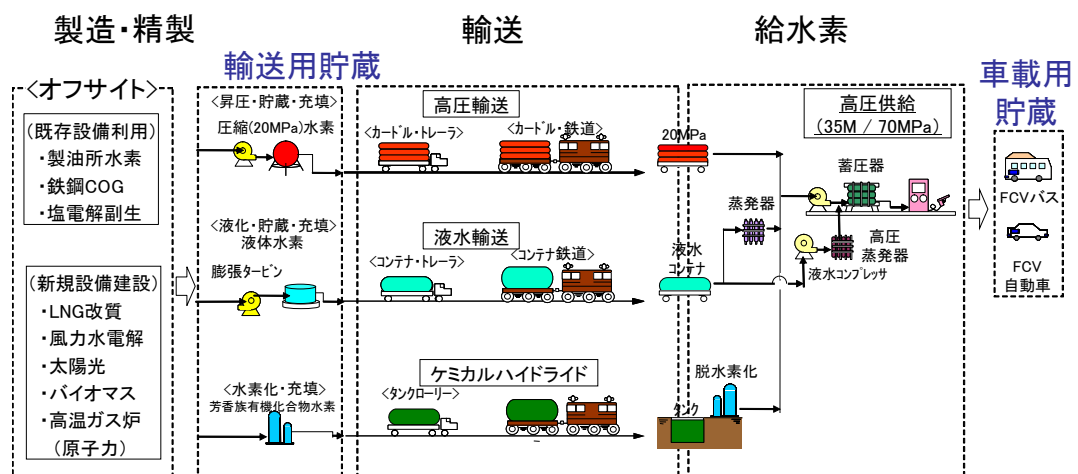 製造・精製
輸送
給水素
輸送用貯蔵
車載用
貯蔵
<オフサイト>
(既存設備利用)
・製油所水素
・鉄鋼COG
・塩電解副生
(新規設備建設)
・LNG改質
・風力水電解
・太陽光
・バイオマス
・高温ガス炉
(原子力)
<昇圧・貯蔵・充填>
圧縮(20MPa)水素
<液化・貯蔵・充填>
液体水素
膨張タービン
<水素化・充填>
芳香族有機化合物水素
高圧輸送
<カードル・トレーラ>
<カードル・鉄道>
液水輸送
<コンテナ・トレーラ>
<コンテナ鉄道>
ケミカルハイドライド
<タンクローリー>
20MPa
液水
コンテナ
蒸発器
脱水素化
タンク
高圧供給
(35M / 70MPa)
蓄圧器
高圧
蒸発器
液水コンプレッサ
FCVバス
FCV
自動車